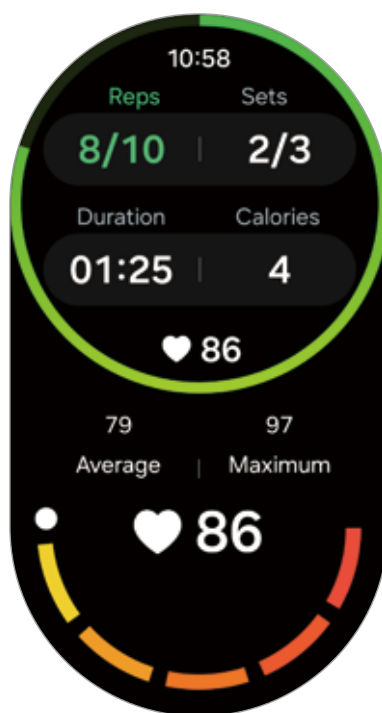 10:58
Reps Sets
8/10 | 2/3
Duration Calories
01:25 | 4
86
79 97
Average | Maximum
86